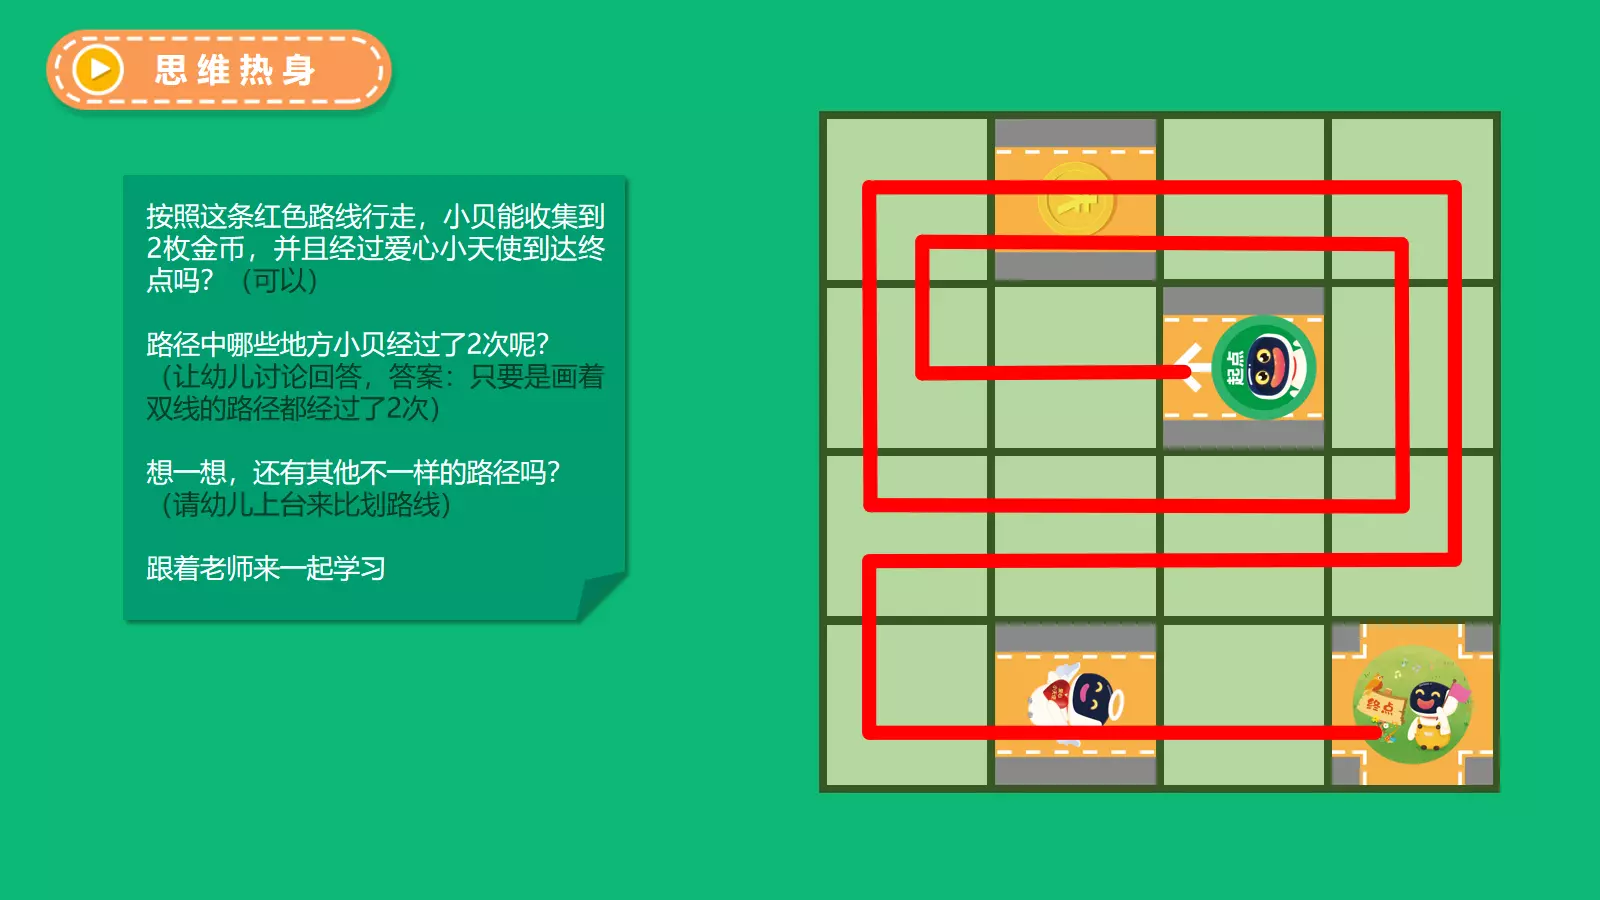 思维热身
按照这条红色路线行走，小贝能收集到
2枚金币，并且经过爱心小天使到达终
点吗？（可以）
路径中哪些地方小贝经过了2次呢？
（让幼儿讨论回答，答案：只要是画着
双线的路径都经过了2次）
想一想，还有其他不一样的路径吗？
（请幼儿上台来比划路线）
跟着老师来一起学习
¥
起点
终点